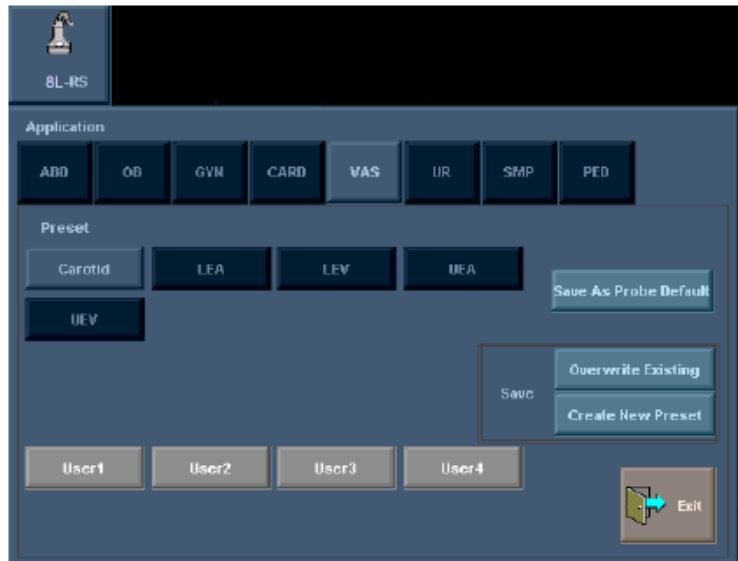 8L-RS
Application
ABD OB GYN CARD VAS UR SMP PED
Preset
Carotid LEA LEV UEA
Save As Probe Default
UEV
Overwrite Existing
Save
Create New Preset
User1 User2 User3 User4
Exit